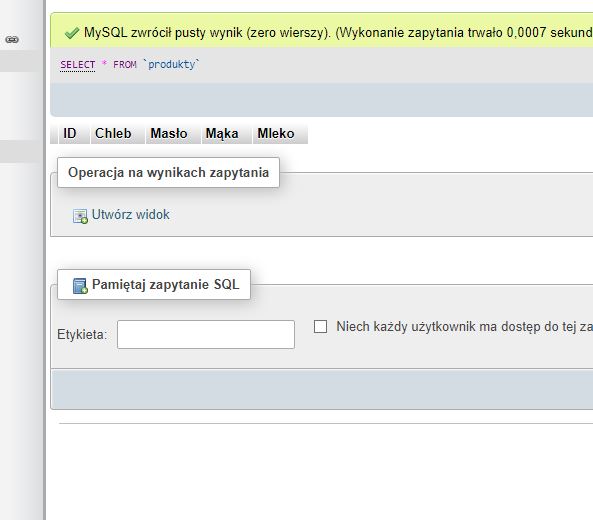 MySQL zwrócił pusty wynik (zero wierszy). (Wykonanie zapytania trwało 0,0007 sekund
SELECT * FROM `produkty`
ID Chleb Masło Mąka Mleko
Operacja na wynikach zapytania
Utwórz widok
Pamiętaj zapytanie SQL
Etykieta: Niech każdy użytkownik ma dostęp do tej za